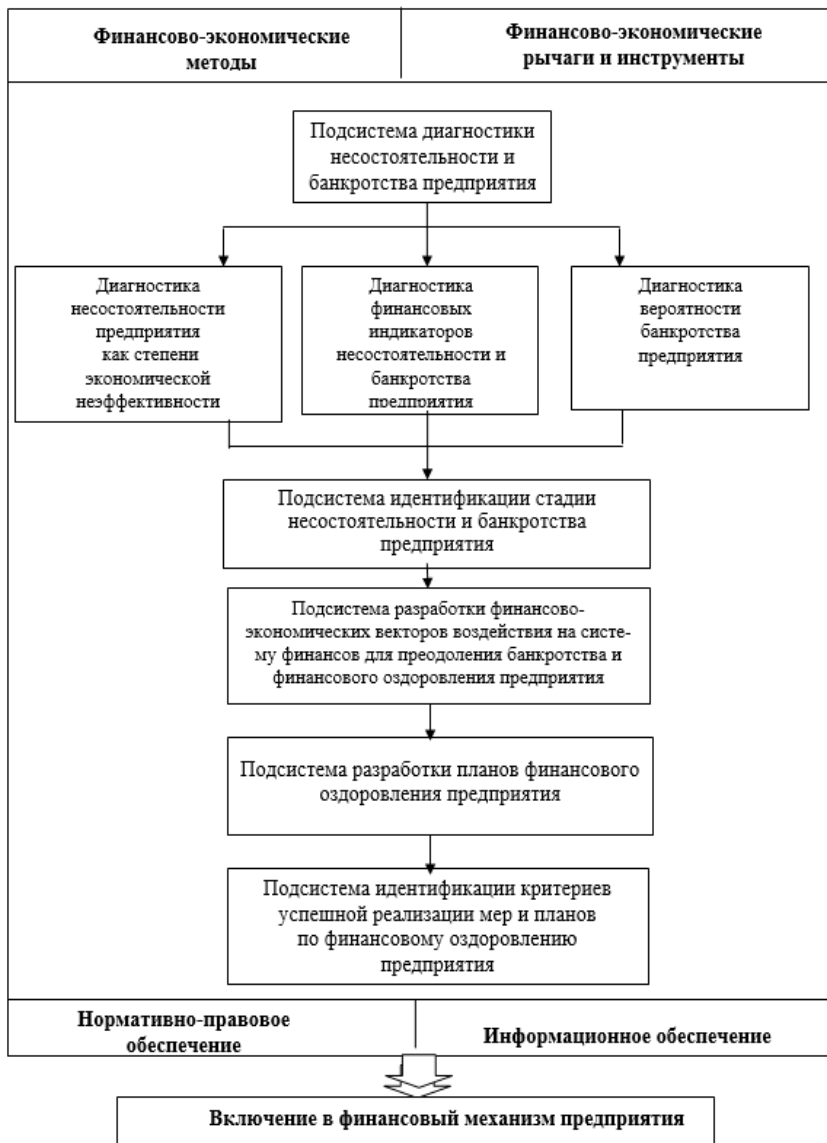 Финансово-экономические
методы
Финансово-экономические
рычаги и инструменты
Подсистема диагностики
несостоятельности и
банкротства предприятия
Диагностика
несостоятельности
предприятия
как степени
экономической
неэффективности
Диагностика
финансовых
индикаторов
несостоятельности и
банкротства
предприятия
Диагностика
вероятности
банкротства
предприятия
Подсистема идентификации стадии
несостоятельности и банкротства
предприятия
Подсистема разработки финансово-
экономических векторов воздействия на систе-
му финансов для преодоления банкротства и
финансового оздоровления предприятия
Подсистема разработки планов финансового
оздоровления предприятия
Подсистема идентификации критериев
успешной реализации мер и планов
по финансовому оздоровлению
предприятия
Нормативно-правовое
обеспечение
Информационное обеспечение
Включение в финансовый механизм предприятия